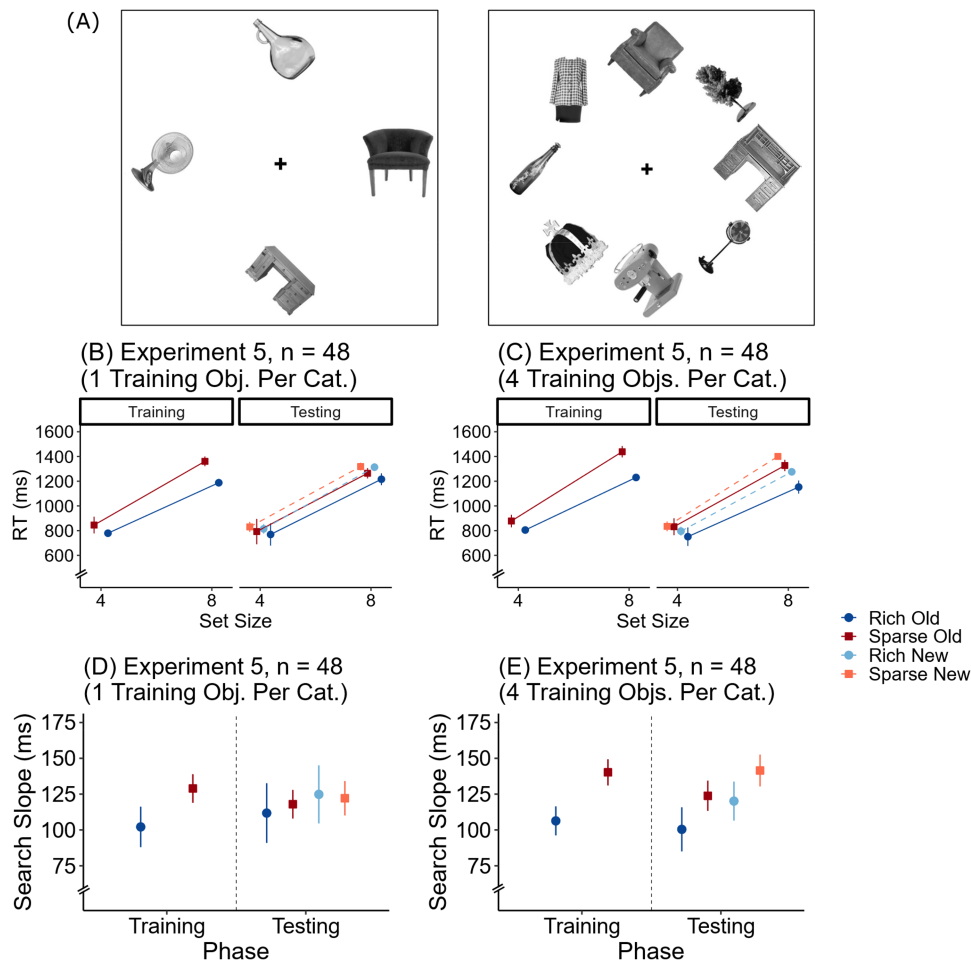 (A)
(B) Experiment 5, n = 48
(1 Training Obj. Per Cat.)
Training
Testing
1600
1400
1200
1000
800
600
RT (ms)
4
8
4
8
Set Size
(C) Experiment 5, n = 48
(4 Training Objs. Per Cat.)
Training
Testing
1600
1400
1200
1000
800
600
RT (ms)
4
8
4
8
Set Size
Rich Old
Sparse Old
Rich New
Sparse New
(D) Experiment 5, n = 48
(1 Training Obj. Per Cat.)
175
150
125
100
75
Search Slope (ms)
Training
Testing
Phase
(E) Experiment 5, n = 48
(4 Training Objs. Per Cat.)
175
150
125
100
75
Search Slope (ms)
Training
Testing
Phase